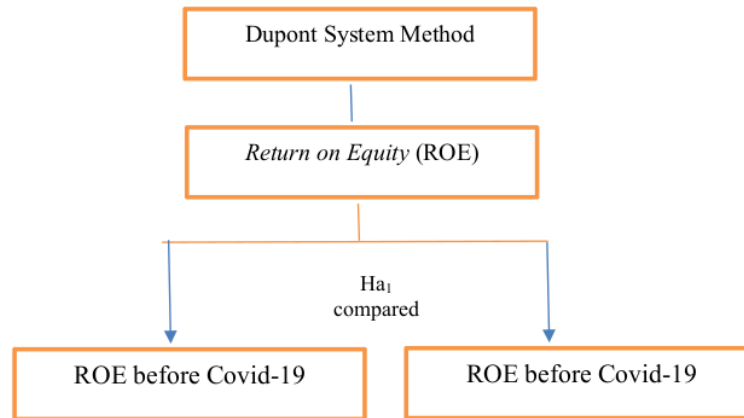 Dupont System Method
Return on Equity (ROE)
Ha₁
compared
ROE before Covid-19
ROE before Covid-19